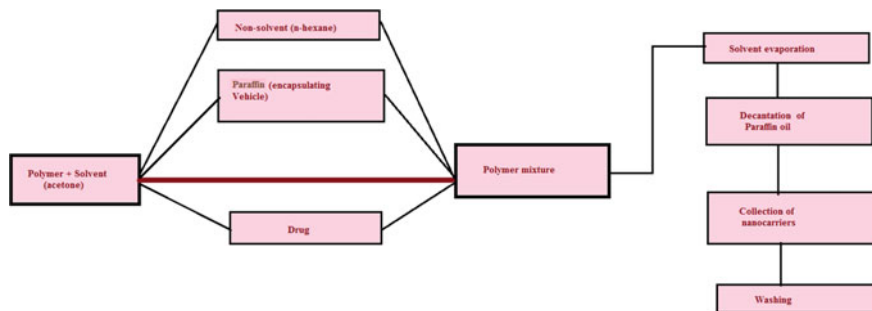 Non-solvent (n-hexane)
Paraffin (encapsulating
Vehicle)
Polymer + Solvent
(acetone)
Drug
Polymer mixture
Solvent evaporation
Decantation of
Paraffin oil
Collection of
nanocarriers
Washing